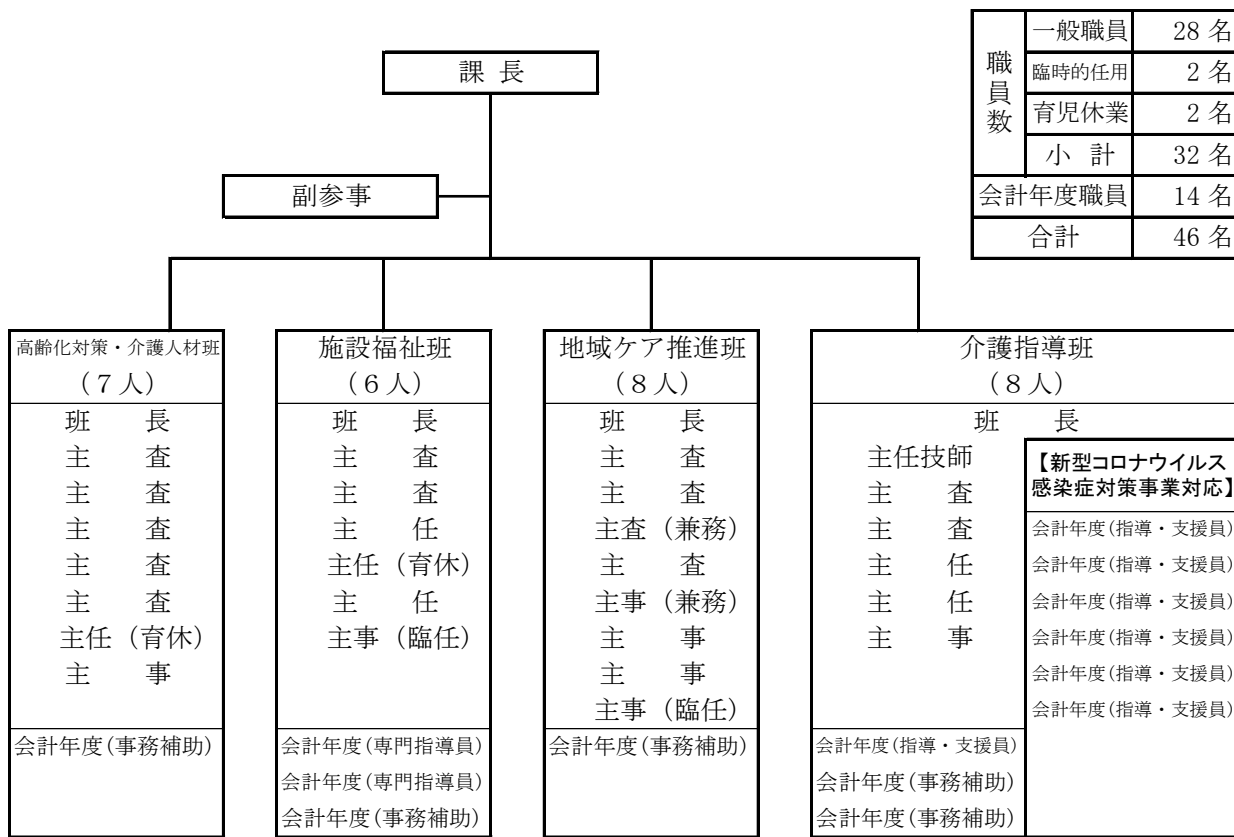 課 長
副参事
職員数
一般職員 28 名
臨時的任用 2 名
育児休業 2 名
小 計 32 名
会計年度職員 14 名
合計 46 名
高齢化対策・介護人材班
(7人)
班 長
主 査
主 査
主 査
主 査
主 査
主任 (育休)
主 事
会計年度(事務補助)
施設福祉班
(6人)
班 長
主 査
主 査
主 任
主任 (育休)
主 任
主事 (臨任)
会計年度(専門指導員)
会計年度(専門指導員)
会計年度(事務補助)
地域ケア推進班
(8人)
班 長
主 査
主 査
主査 (兼務)
主 査
主事 (兼務)
主 事
主 事
主事 (臨任)
会計年度(事務補助)
介護指導班
(8人)
班 長
主任技師
主 査
主 査
主 任
主 任
主 事
会計年度(指導・支援員)
会計年度(事務補助)
会計年度(事務補助)
【新型コロナウイルス
感染症対策事業対応】
会計年度(指導・支援員)
会計年度(指導・支援員)
会計年度(指導・支援員)
会計年度(指導・支援員)
会計年度(指導・支援員)
会計年度(指導・支援員)